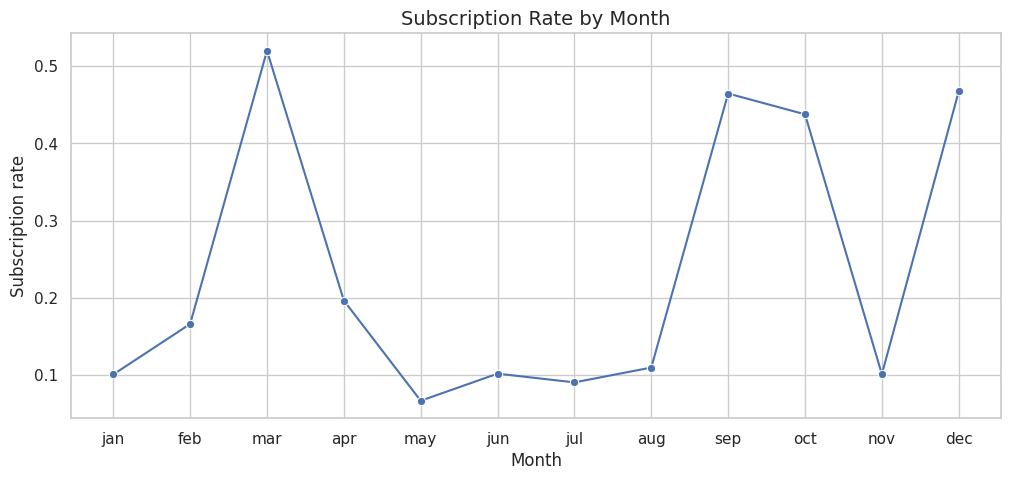 Subscription Rate by Month
Subscription rate
0.5
0.4
0.3
0.2
0.1
jan feb mar apr may jun jul aug sep oct nov dec
Month